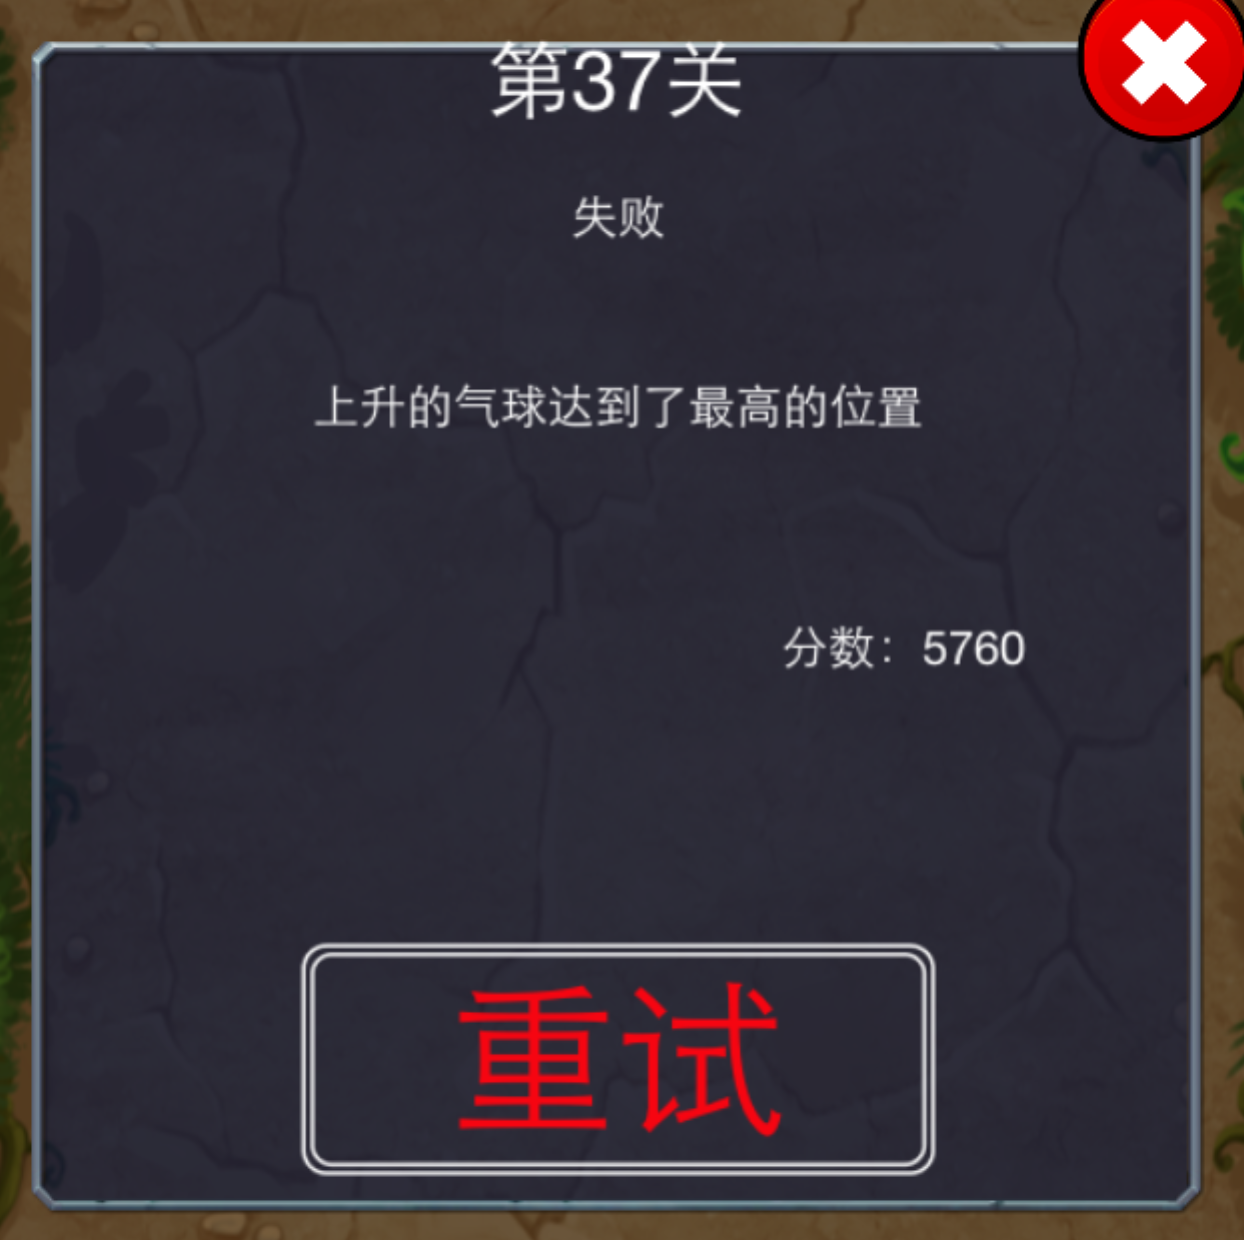 第37关
失败
上升的气球达到了最高的位置
分数：5760
重试